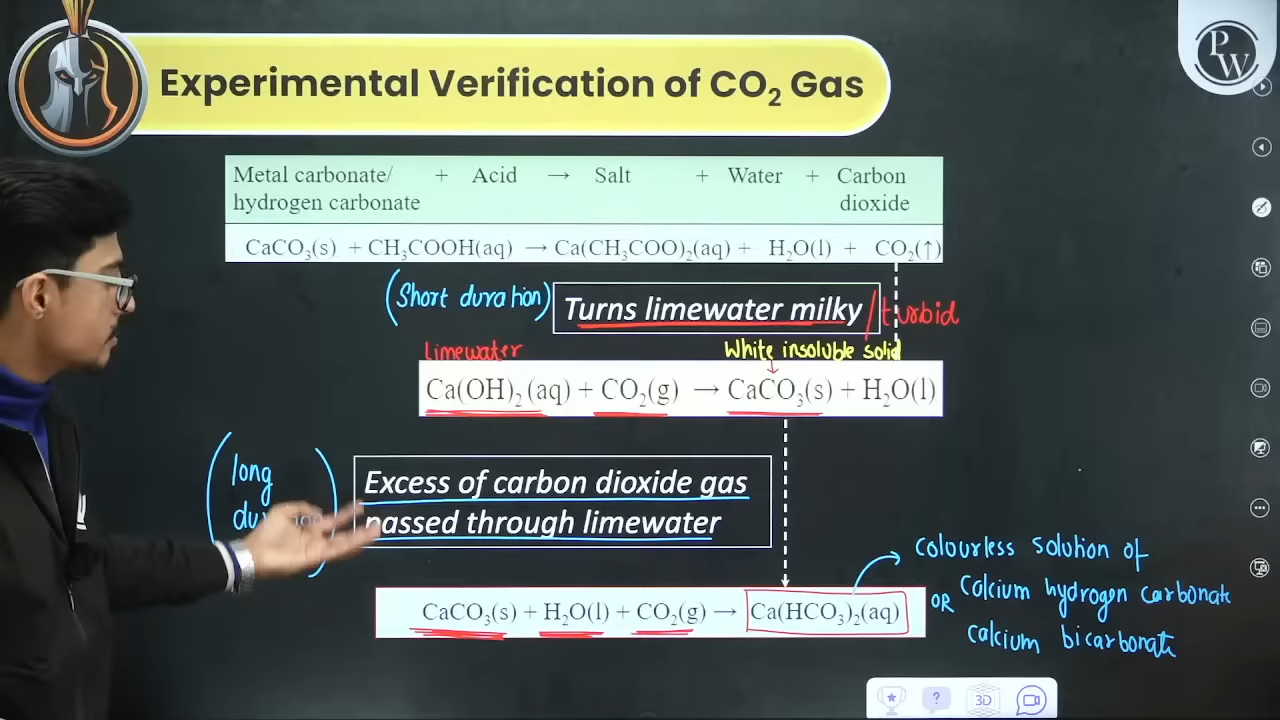 Experimental Verification of CO₂ Gas
PW
Metal carbonate/ + Acid → Salt + Water + Carbon
hydrogen carbonate dioxide
CaCO₃(s) + CH₃COOH(aq) → Ca(CH₃COO)₂(aq) + H₂O(l) + CO₂(↑)
(Short duration) Turns limewater milky / turbid
limewater White insoluble solid
Ca(OH)₂(aq) + CO₂(g) → CaCO₃(s) + H₂O(l)
(long
Excess of carbon dioxide gas
passed through limewater
colourless solution of
OR calcium hydrogen carbonate
calcium bicarbonate
CaCO₃(s) + H₂O(l) + CO₂(g) → Ca(HCO₃)₂(aq)
?
3D